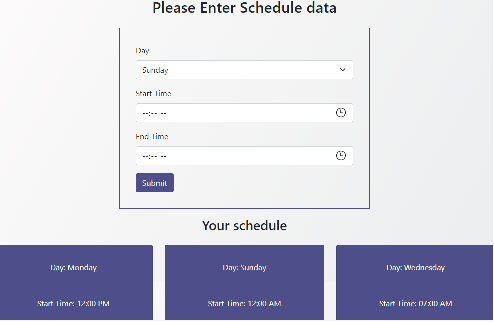 Please Enter Schedule data
Day
Sunday
Start Time
--:-- --
End Time
--:-- --
Submit
Your schedule
Day: Monday
Start Time: 12:00 PM
Day: Sunday
Start Time: 12:00 AM
Day: Wednesday
Start Time: 07:00 AM